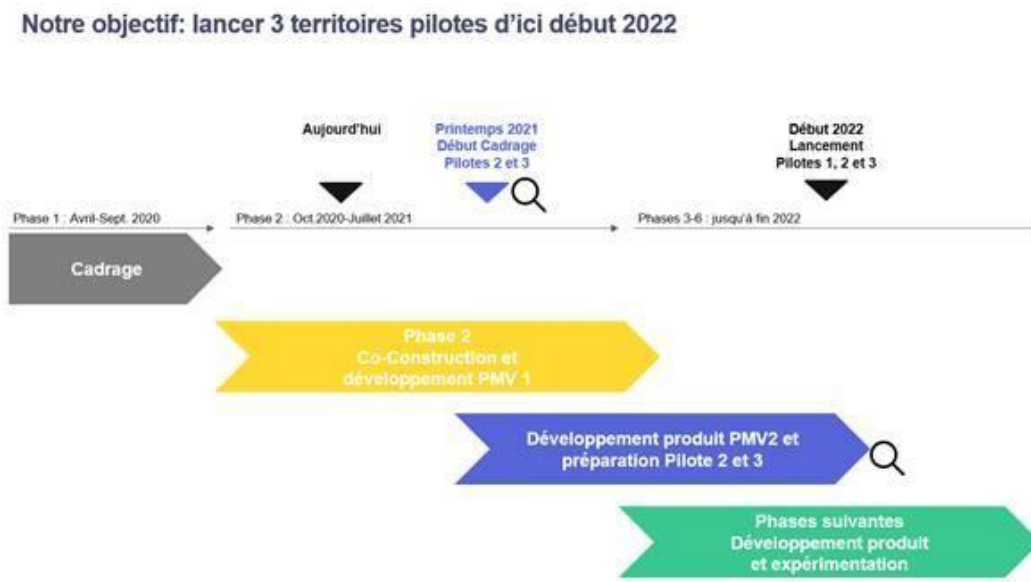 Notre objectif: lancer 3 territoires pilotes d’ici début 2022
Aujourd’hui
Printemps 2021
Début Cadrage
Pilotes 2 et 3
Début 2022
Lancement
Pilotes 1, 2 et 3
Phase 1 : Avril-Sept. 2020
Phase 2 : Oct.2020-Juillet 2021
Phases 3-6 : jusqu’à fin 2022
Cadrage
Phase 2
Co-Construction et
développement PMV 1
Développement produit PMV2 et
préparation Pilote 2 et 3
Phases suivantes
Développement produit
et expérimentation